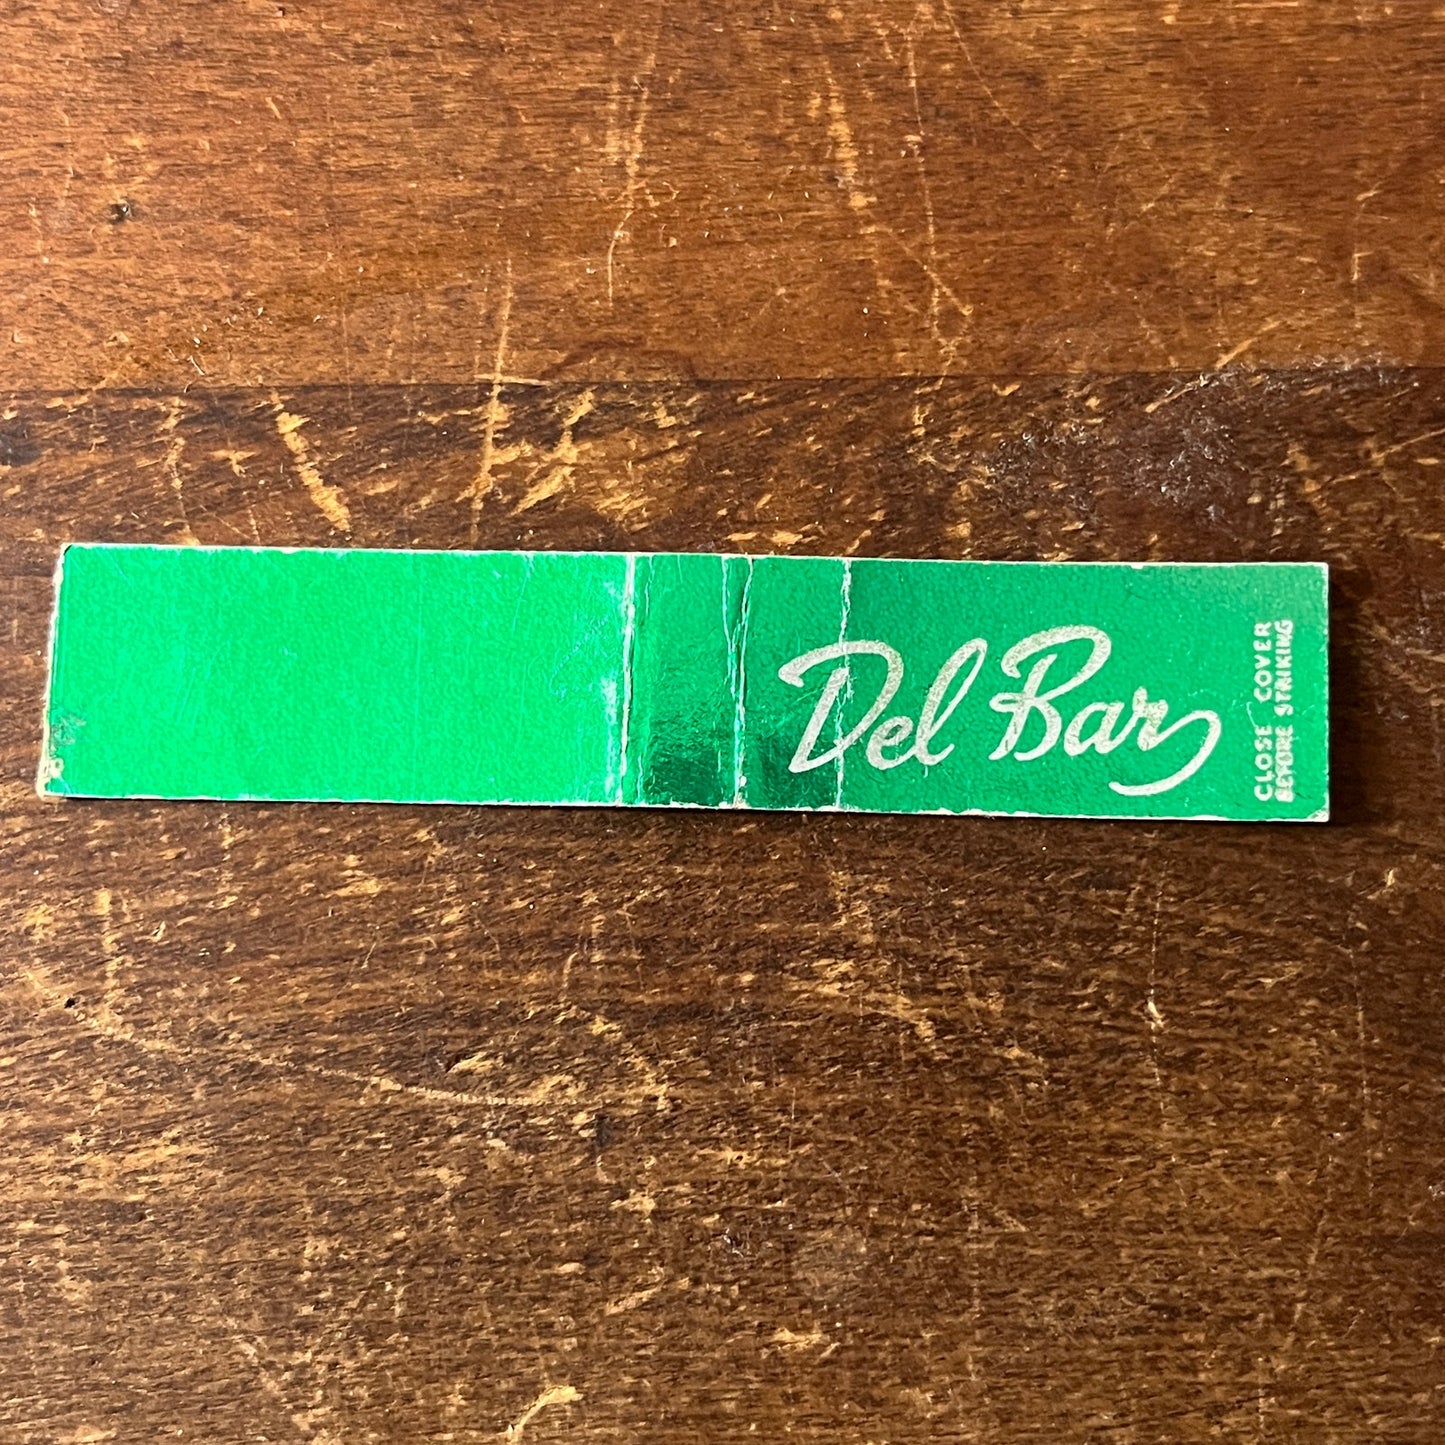 Del Bar
CLOSE COVER
BEFORE STRIKING